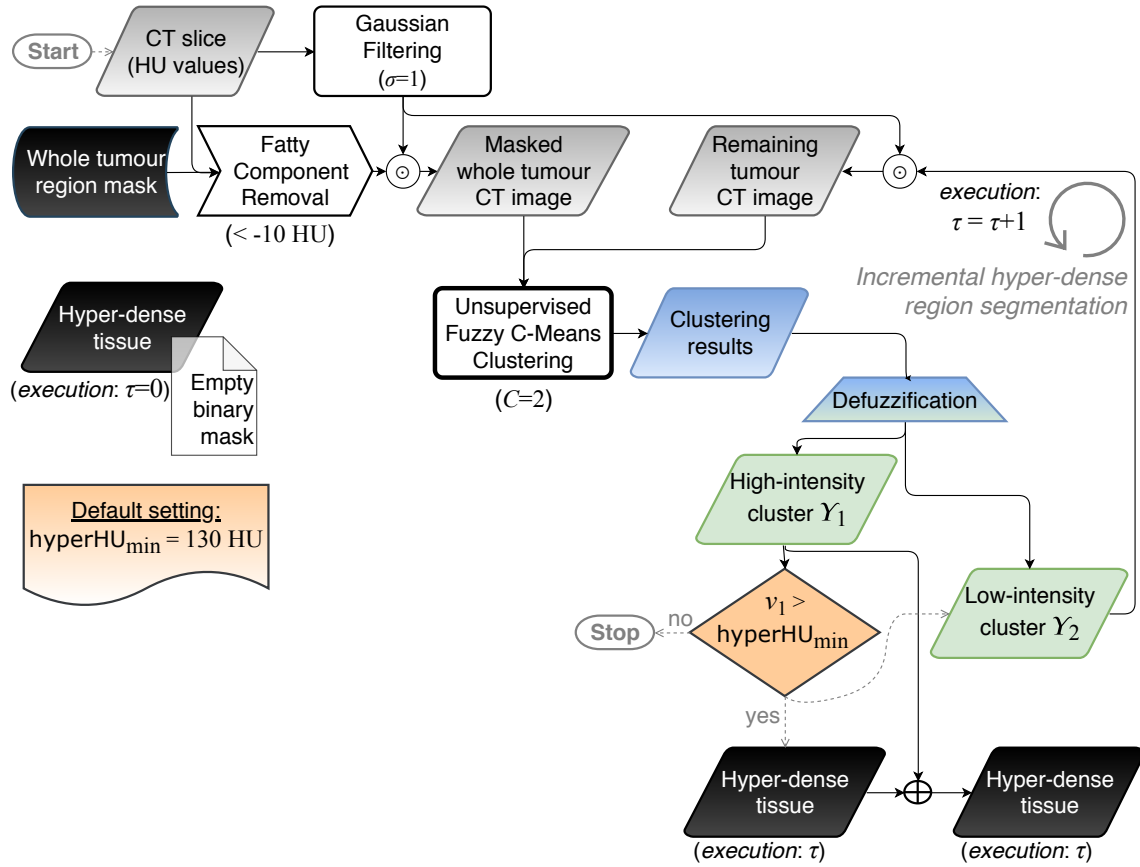 Start
CT slice
(HU values)
Gaussian
Filtering
(σ=1)
Whole tumour
region mask
Fatty
Component
Removal
(< -10 HU)
Masked
whole tumour
CT image
Remaining
tumour
CT image
execution:
τ = τ+1
Incremental hyper-dense
region segmentation
Hyper-dense
tissue
(execution: τ=0)
Empty
binary
mask
Unsupervised
Fuzzy C-Means
Clustering
(C=2)
Clustering
results
Defuzzification
High-intensity
cluster ϒ1
Default setting:
hyperHUmin = 130 HU
Low-intensity
cluster ϒ2
v1 >
hyperHUmin
no
Stop
yes
Hyper-dense
tissue
(execution: τ)
Hyper-dense
tissue
(execution: τ)